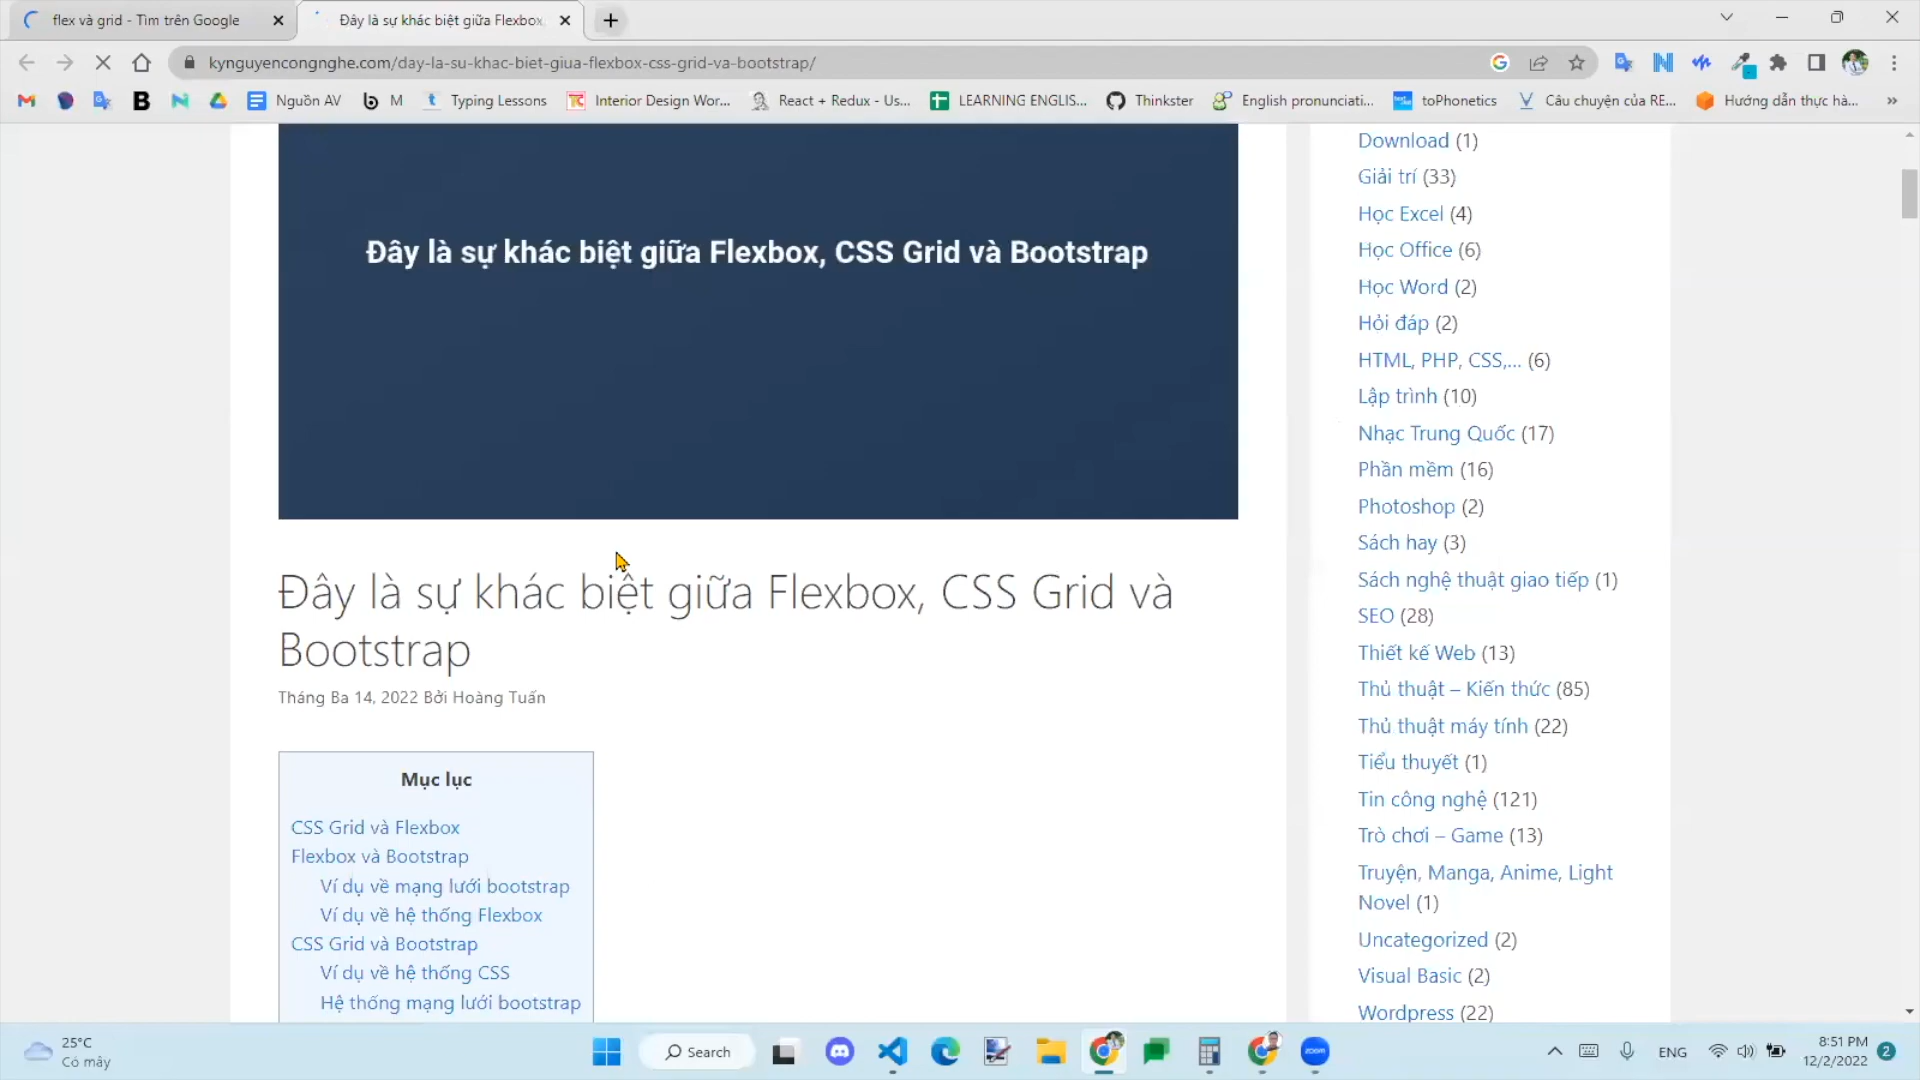 flex và grid - Tìm trên Google
Đây là sự khác biệt giữa Flexbox,
kynguyencongnghe.com/day-la-su-khac-biet-giua-flexbox-css-grid-va-bootstrap/
Nguồn AV
M
Typing Lessons
Interior Design Wor...
React + Redux - Us...
LEARNING ENGLIS...
Thinkster
English pronunciati...
toPhonetics
Câu chuyện của RE...
Hướng dẫn thực hà...
Đây là sự khác biệt giữa Flexbox, CSS Grid và Bootstrap
Đây là sự khác biệt giữa Flexbox, CSS Grid và
Bootstrap
Tháng Ba 14, 2022 Bởi Hoàng Tuấn
Mục lục
CSS Grid và Flexbox
Flexbox và Bootstrap
Ví dụ về mạng lưới bootstrap
Ví dụ về hệ thống Flexbox
CSS Grid và Bootstrap
Ví dụ về hệ thống CSS
Hệ thống mạng lưới bootstrap
Download (1)
Giải trí (33)
Học Excel (4)
Học Office (6)
Học Word (2)
Hỏi đáp (2)
HTML, PHP, CSS,... (6)
Lập trình (10)
Nhạc Trung Quốc (17)
Phần mềm (16)
Photoshop (2)
Sách hay (3)
Sách nghệ thuật giao tiếp (1)
SEO (28)
Thiết kế Web (13)
Thủ thuật – Kiến thức (85)
Thủ thuật máy tính (22)
Tiểu thuyết (1)
Tin công nghệ (121)
Trò chơi – Game (13)
Truyện, Manga, Anime, Light
Novel (1)
Uncategorized (2)
Visual Basic (2)
Wordpress (22)
25°C
Có mây
Search
zoom
ENG
8:51 PM
12/2/2022
2